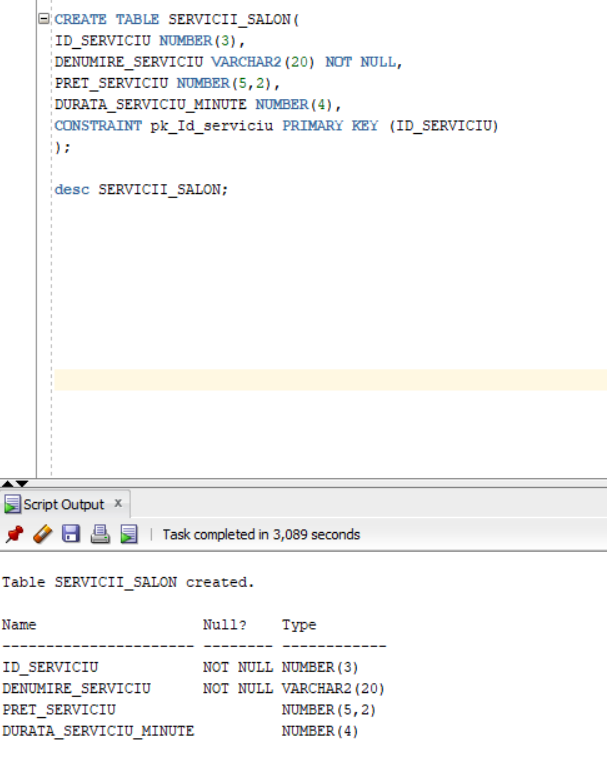 CREATE TABLE SERVICII_SALON(
ID_SERVICIU NUMBER(3),
DENUMIRE_SERVICIU VARCHAR2(20) NOT NULL,
PRET_SERVICIU NUMBER(5,2),
DURATA_SERVICIU_MINUTE NUMBER(4),
CONSTRAINT pk_Id_serviciu PRIMARY KEY (ID_SERVICIU)
);
desc SERVICII_SALON;
Script Output x
Task completed in 3,089 seconds
Table SERVICII_SALON created.
Name Null? Type
---------------------- -------- ------------
ID_SERVICIU NOT NULL NUMBER(3)
DENUMIRE_SERVICIU NOT NULL VARCHAR2(20)
PRET_SERVICIU NUMBER(5,2)
DURATA_SERVICIU_MINUTE NUMBER(4)